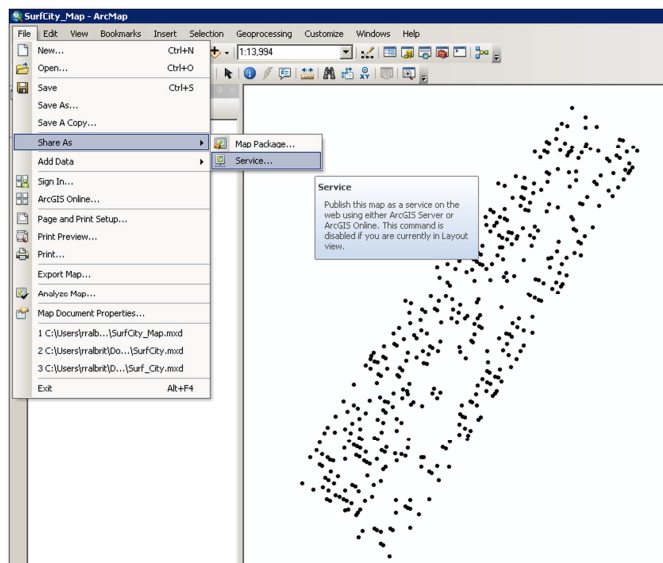 SurfCity_Map - ArcMap
File Edit View Bookmarks Insert Selection Geoprocessing Customize Windows Help
New... Ctrl+N
1:13,994
Open... Ctrl+O
Save Ctrl+S
Save As...
Save A Copy...
Share As
Map Package...
Add Data
Service...
Sign In...
ArcGIS Online...
Page and Print Setup...
Print Preview...
Print...
Export Map...
Analyze Map...
Map Document Properties...
1 C:\Users\rralb...\SurfCity_Map.mxd
2 C:\Users\rralbrit\Do...\SurfCity.mxd
3 C:\Users\rralbrit\D...\Surf_City.mxd
Exit Alt+F4
Service
Publish this map as a service on the
web using either ArcGIS Server or
ArcGIS Online. This command is
disabled if you are currently in Layout
view.